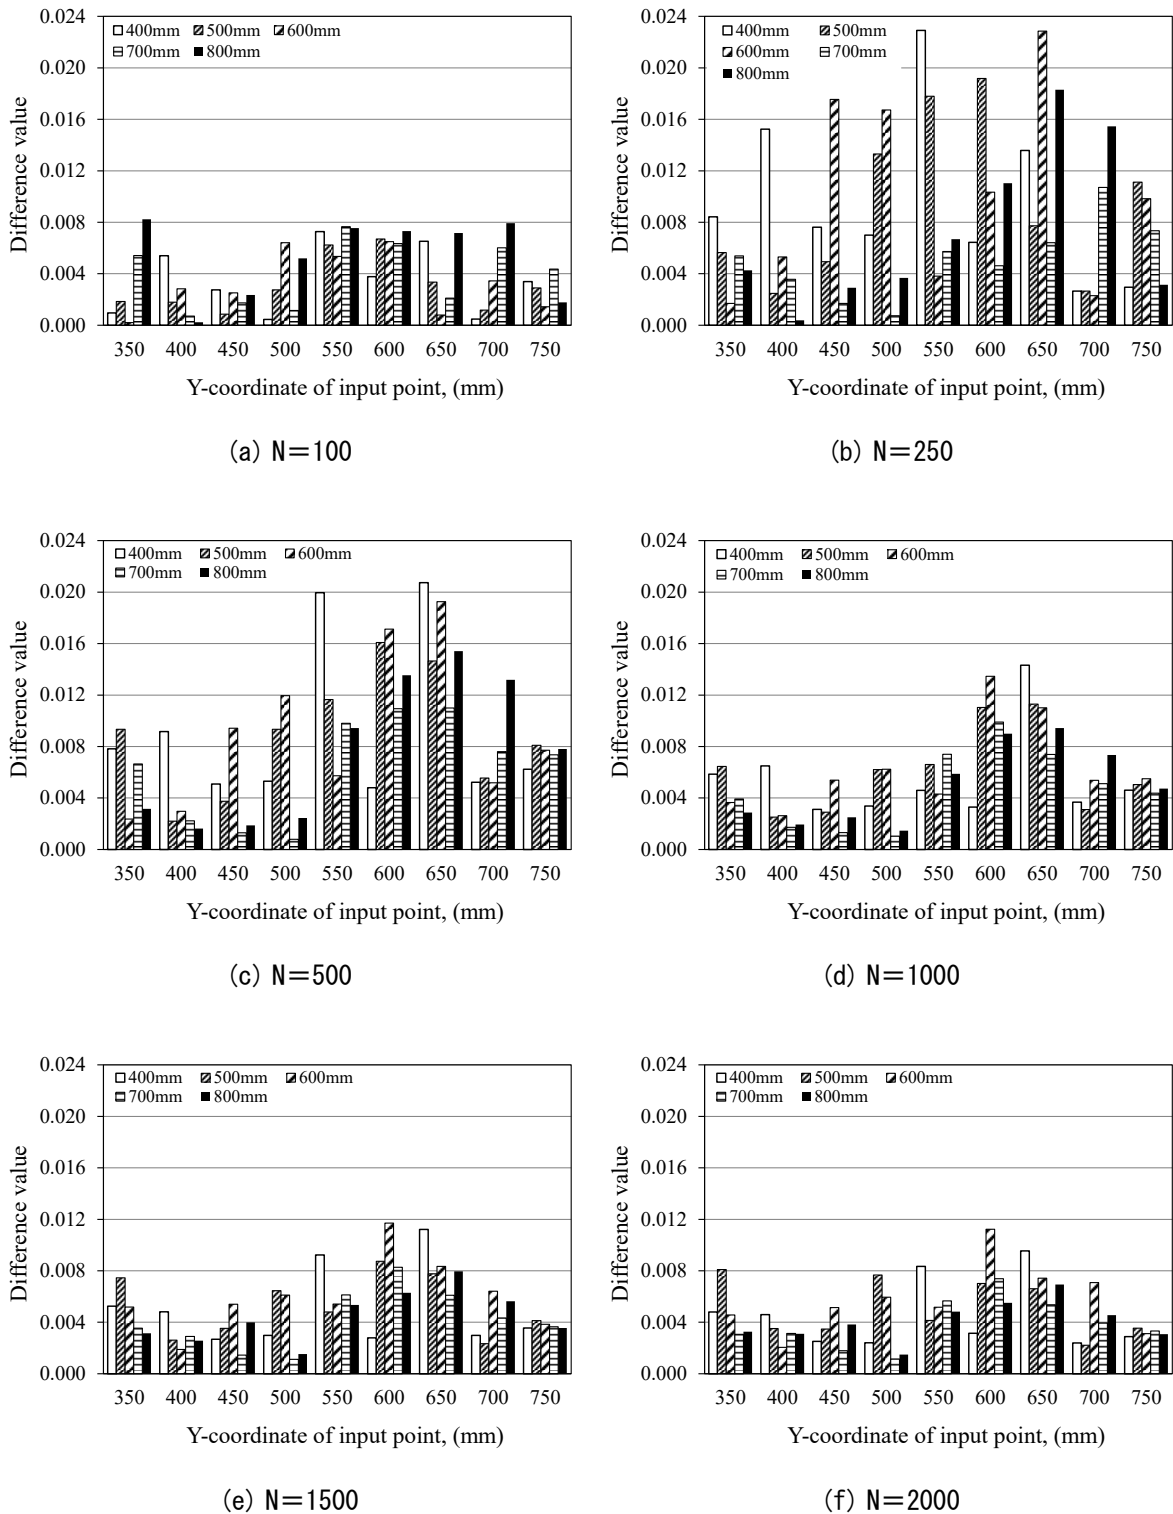 0.024
0.020
0.016
0.012
0.008
0.004
0.000
Difference value
400mm 500mm 600mm
700mm 800mm
350 400 450 500 550 600 650 700 750
Y-coordinate of input point, (mm)
(a) N＝100
0.024
0.020
0.016
0.012
0.008
0.004
0.000
Difference value
400mm 500mm
600mm 700mm
800mm
350 400 450 500 550 600 650 700 750
Y-coordinate of input point, (mm)
(b) N＝250
0.024
0.020
0.016
0.012
0.008
0.004
0.000
Difference value
400mm 500mm 600mm
700mm 800mm
350 400 450 500 550 600 650 700 750
Y-coordinate of input point, (mm)
(c) N＝500
0.024
0.020
0.016
0.012
0.008
0.004
0.000
Difference value
400mm 500mm 600mm
700mm 800mm
350 400 450 500 550 600 650 700 750
Y-coordinate of input point, (mm)
(d) N＝1000
0.024
0.020
0.016
0.012
0.008
0.004
0.000
Difference value
400mm 500mm 600mm
700mm 800mm
350 400 450 500 550 600 650 700 750
Y-coordinate of input point, (mm)
(e) N＝1500
0.024
0.020
0.016
0.012
0.008
0.004
0.000
Difference value
400mm 500mm 600mm
700mm 800mm
350 400 450 500 550 600 650 700 750
Y-coordinate of input point, (mm)
(f) N＝2000